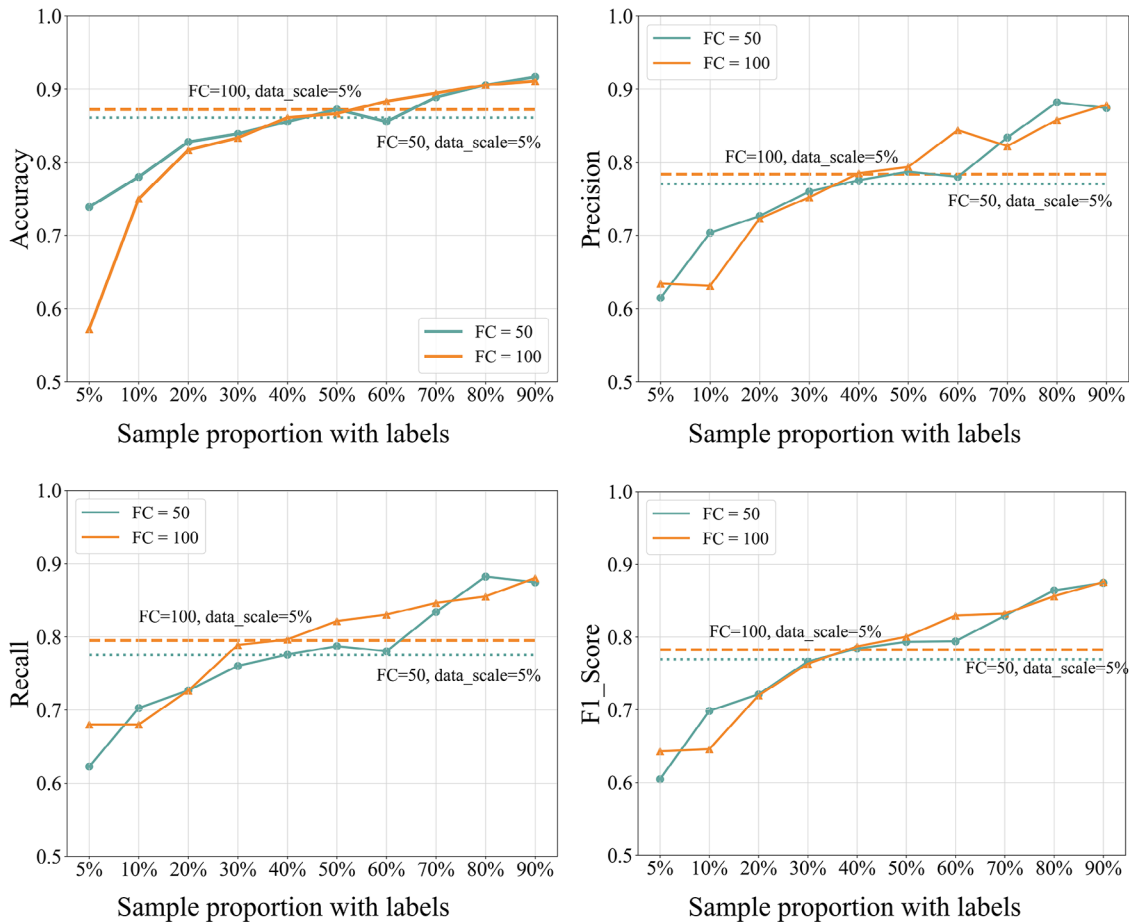 1.0
0.9
0.8
0.7
0.6
0.5
Accuracy
FC=100, data_scale=5%
FC=50, data_scale=5%
FC = 50
FC = 100
5% 10% 20% 30% 40% 50% 60% 70% 80% 90%
Sample proportion with labels
1.0
0.9
0.8
0.7
0.6
0.5
Precision
FC = 50
FC = 100
FC=100, data_scale=5%
FC=50, data_scale=5%
5% 10% 20% 30% 40% 50% 60% 70% 80% 90%
Sample proportion with labels
1.0
0.9
0.8
0.7
0.6
0.5
Recall
FC = 50
FC = 100
FC=100, data_scale=5%
FC=50, data_scale=5%
5% 10% 20% 30% 40% 50% 60% 70% 80% 90%
Sample proportion with labels
1.0
0.9
0.8
0.7
0.6
0.5
F1_Score
FC = 50
FC = 100
FC=100, data_scale=5%
FC=50, data_scale=5%
5% 10% 20% 30% 40% 50% 60% 70% 80% 90%
Sample proportion with labels